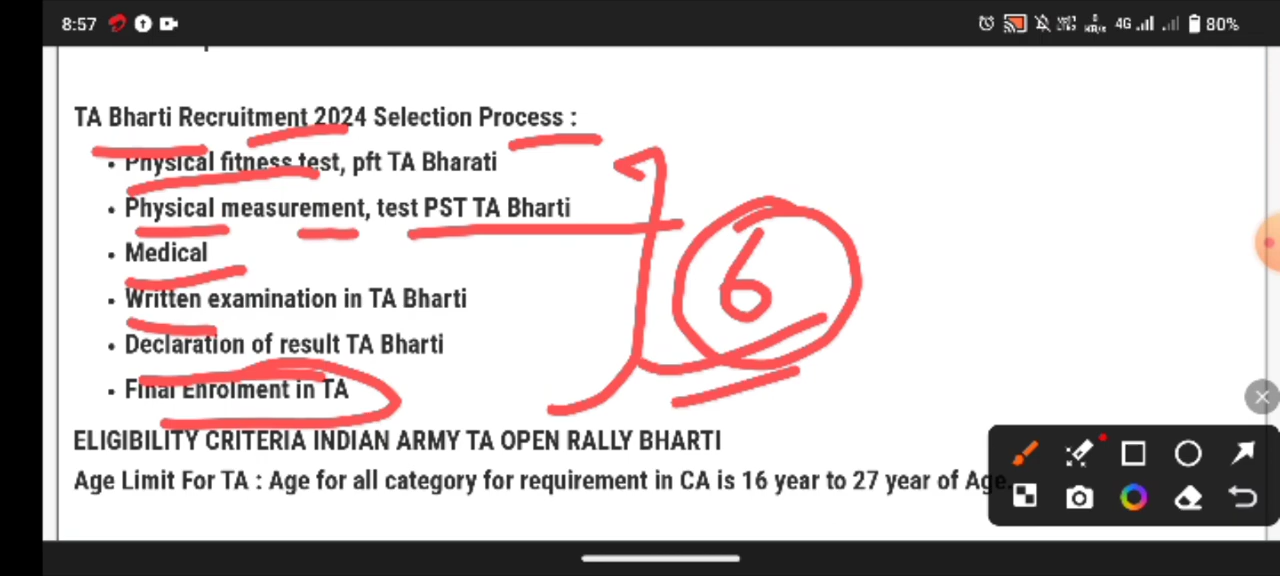 8:57
4G 80%
TA Bharti Recruitment 2024 Selection Process :
• Physical fitness test, pft TA Bharati
• Physical measurement, test PST TA Bharti
• Medical
• Written examination in TA Bharti
• Declaration of result TA Bharti
• Final Enrolment in TA
6
ELIGIBILITY CRITERIA INDIAN ARMY TA OPEN RALLY BHARTI
Age Limit For TA : Age for all category for requirement in CA is 16 year to 27 year of Age.